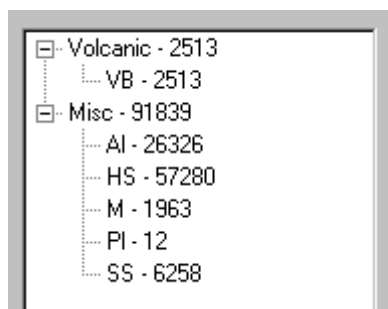 Volcanic - 2513
VB - 2513
Misc - 91839
AI - 26326
HS - 57280
M - 1963
PI - 12
SS - 6258